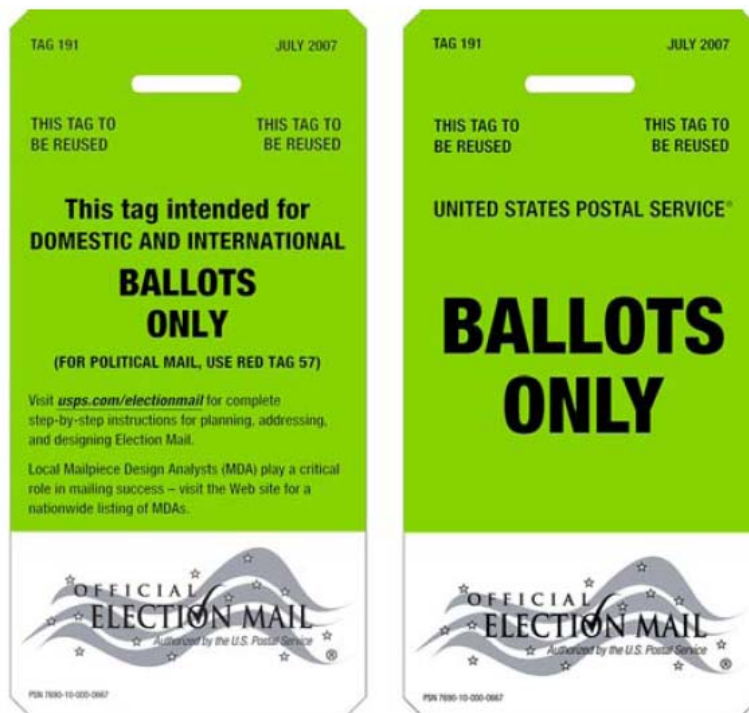 TAG 191 JULY 2007
THIS TAG TO THIS TAG TO
BE REUSED BE REUSED
This tag intended for
DOMESTIC AND INTERNATIONAL
BALLOTS
ONLY
(FOR POLITICAL MAIL, USE RED TAG 57)
Visit usps.com/electionmail for complete
step-by-step instructions for planning, addressing,
and designing Election Mail.
Local Mailpiece Design Analysts (MDA) play a critical
role in mailing success – visit the Web site for a
nationwide listing of MDAs.
OFFICIAL
ELECTION MAIL
Authorized by the U.S. Postal Service
®
PSN 7690-10-000-0667
TAG 191 JULY 2007
THIS TAG TO THIS TAG TO
BE REUSED BE REUSED
UNITED STATES POSTAL SERVICE®
BALLOTS
ONLY
OFFICIAL
ELECTION MAIL
Authorized by the U.S. Postal Service
®
PSN 7690-10-000-0667